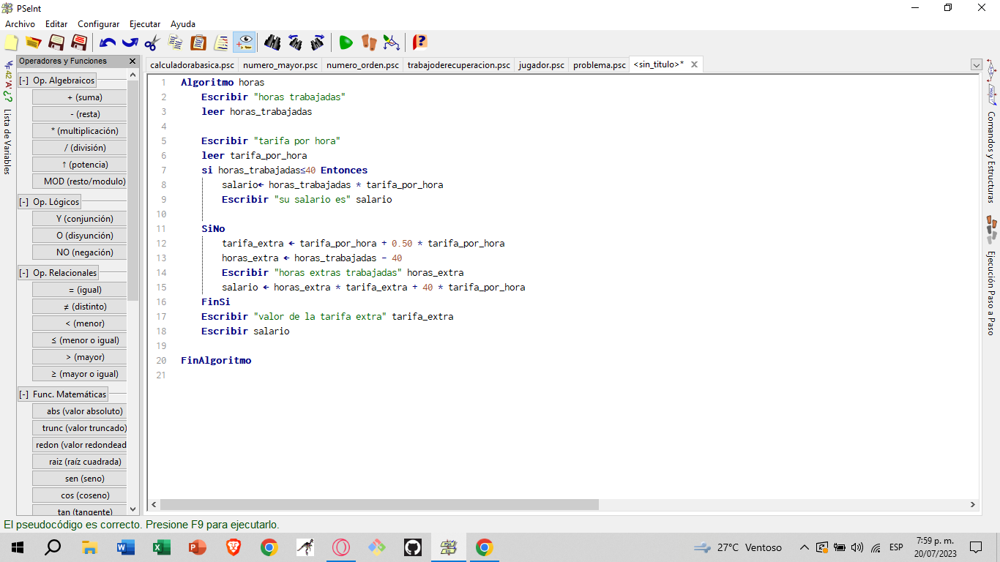 PSeInt
Archivo Editar Configurar Ejecutar Ayuda
Operadores y Funciones
calculadorabasica.psc numero_mayor.psc numero_orden.psc trabajoderecuperacion.psc jugador.psc problema.psc <sin_titulo>*
Lista de Variables
[-] Op. Algebraicos
+ (suma)
- (resta)
* (multiplicación)
/ (división)
↑ (potencia)
MOD (resto/modulo)
[-] Op. Lógicos
Y (conjunción)
O (disyunción)
NO (negación)
[-] Op. Relacionales
= (igual)
≠ (distinto)
< (menor)
≤ (menor o igual)
> (mayor)
≥ (mayor o igual)
[-] Func. Matemáticas
abs (valor absoluto)
trunc (valor truncado)
redon (valor redondead
raiz (raíz cuadrada)
sen (seno)
cos (coseno)
tan (tangente)
1 Algoritmo horas
2 Escribir "horas trabajadas"
3 leer horas_trabajadas
4
5 Escribir "tarifa por hora"
6 leer tarifa_por_hora
7 si horas_trabajadas≤40 Entonces
8 salario← horas_trabajadas * tarifa_por_hora
9 Escribir "su salario es" salario
10
11 SiNo
12 tarifa_extra ← tarifa_por_hora + 0.50 * tarifa_por_hora
13 horas_extra ← horas_trabajadas - 40
14 Escribir "horas extras trabajadas" horas_extra
15 salario ← horas_extra * tarifa_extra + 40 * tarifa_por_hora
16 FinSi
17 Escribir "valor de la tarifa extra" tarifa_extra
18 Escribir salario
19
20 FinAlgoritmo
21
Comandos y Estructuras
Ejecución Paso a Paso
El pseudocódigo es correcto. Presione F9 para ejecutarlo.
27°C Ventoso
ESP
7:59 p. m.
20/07/2023